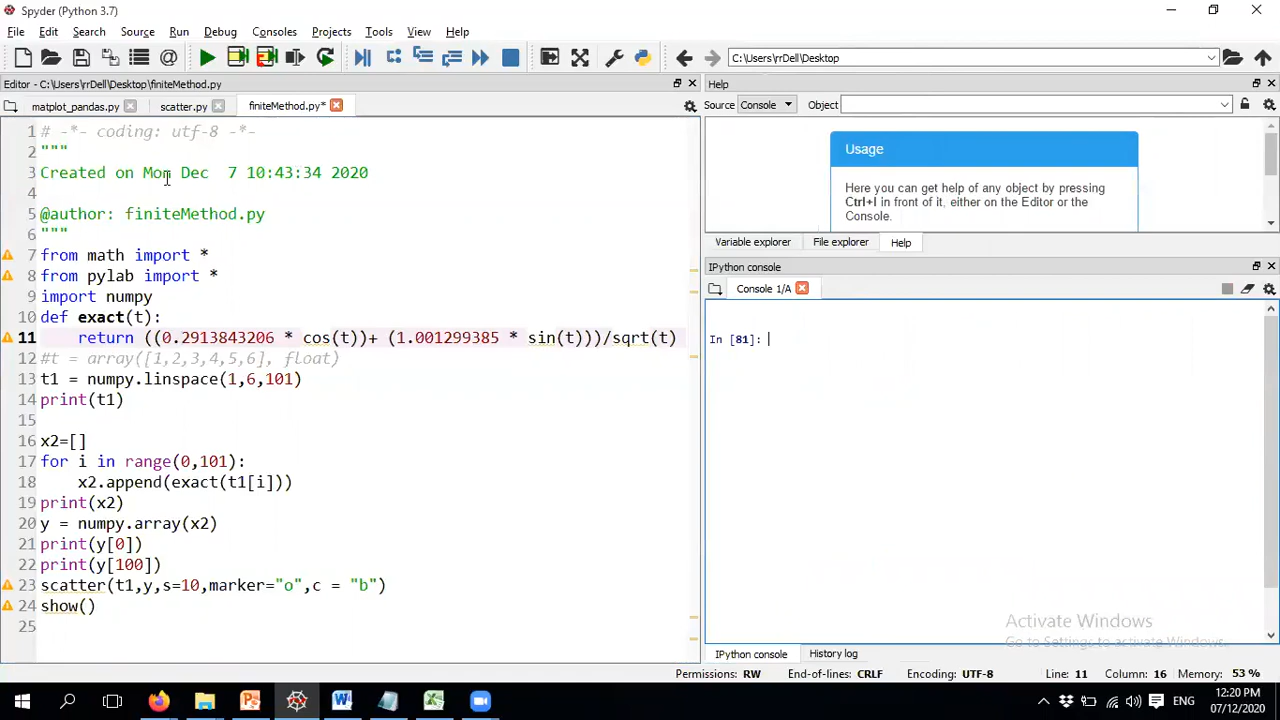 Spyder (Python 3.7)
File Edit Search Source Run Debug Consoles Projects Tools View Help
C:\Users\rrDell\Desktop
Editor - C:\Users\rrDell\Desktop\finiteMethod.py
matplot_pandas.py scatter.py finiteMethod.py*
1 # -*- coding: utf-8 -*-
2 """
3 Created on Mon Dec  7 10:43:34 2020
4
5 @author: finiteMethod.py
6 """
7 from math import *
8 from pylab import *
9 import numpy
10 def exact(t):
11     return ((0.2913843206 * cos(t))+ (1.001299385 * sin(t)))/sqrt(t)
12 #t = array([1,2,3,4,5,6], float)
13 t1 = numpy.linspace(1,6,101)
14 print(t1)
15
16 x2=[]
17 for i in range(0,101):
18     x2.append(exact(t1[i]))
19 print(x2)
20 y = numpy.array(x2)
21 print(y[0])
22 print(y[100])
23 scatter(t1,y,s=10,marker="o",c = "b")
24 show()
25
Help
Source Console Object
Usage
Here you can get help of any object by pressing
Ctrl+I in front of it, either on the Editor or the
Console.
Variable explorer File explorer Help
IPython console
Console 1/A
In [81]:
Activate Windows
Go to Settings to activate Windows.
IPython console History log
Permissions: RW End-of-lines: CRLF Encoding: UTF-8 Line: 11 Column: 16 Memory: 53 %
ENG
12:20 PM
07/12/2020